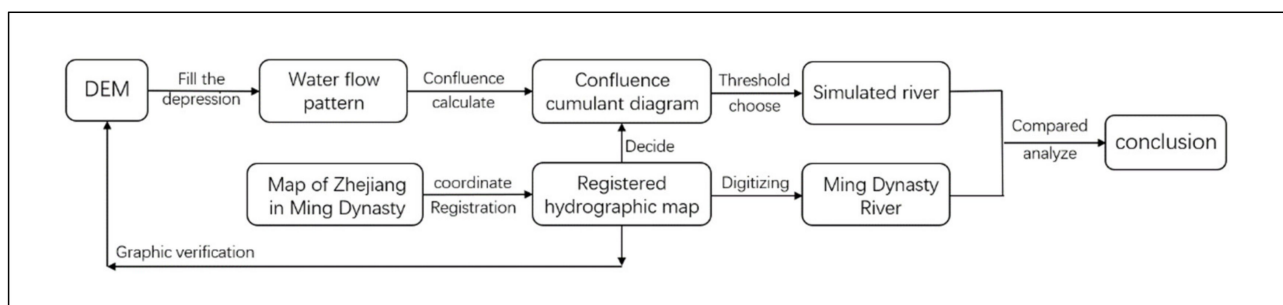 DEM
Fill the
depression
Water flow
pattern
Confluence
calculate
Confluence
cumulant diagram
Threshold
choose
Simulated river
Compared
analyze
conclusion
Decide
Map of Zhejiang
in Ming Dynasty
coordinate
Registration
Registered
hydrographic map
Digitizing
Ming Dynasty
River
Graphic verification